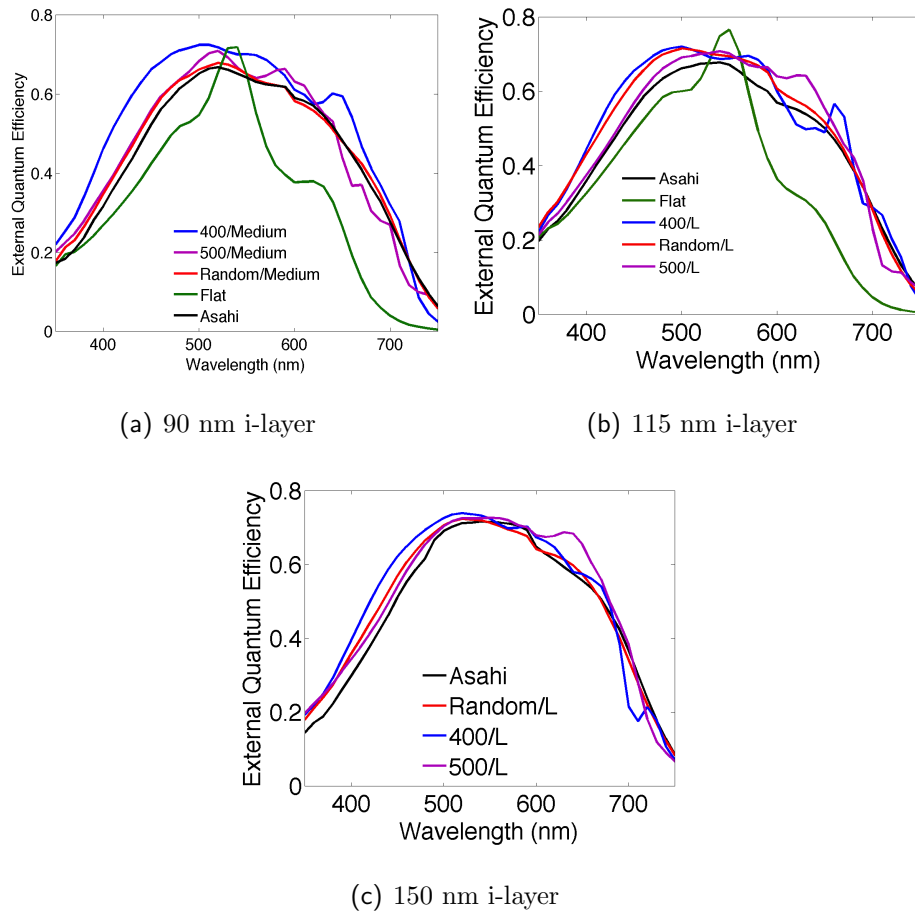 External Quantum Efficiency
0.8
0.6
0.4
0.2
0
400/Medium
500/Medium
Random/Medium
Flat
Asahi
400 500 600 700
Wavelength (nm)
(a) 90 nm i-layer
External Quantum Efficiency
0.8
0.6
0.4
0.2
0
Asahi
Flat
400/L
Random/L
500/L
400 500 600 700
Wavelength (nm)
(b) 115 nm i-layer
External Quantum Efficiency
0.8
0.6
0.4
0.2
0
Asahi
Random/L
400/L
500/L
400 500 600 700
Wavelength (nm)
(c) 150 nm i-layer